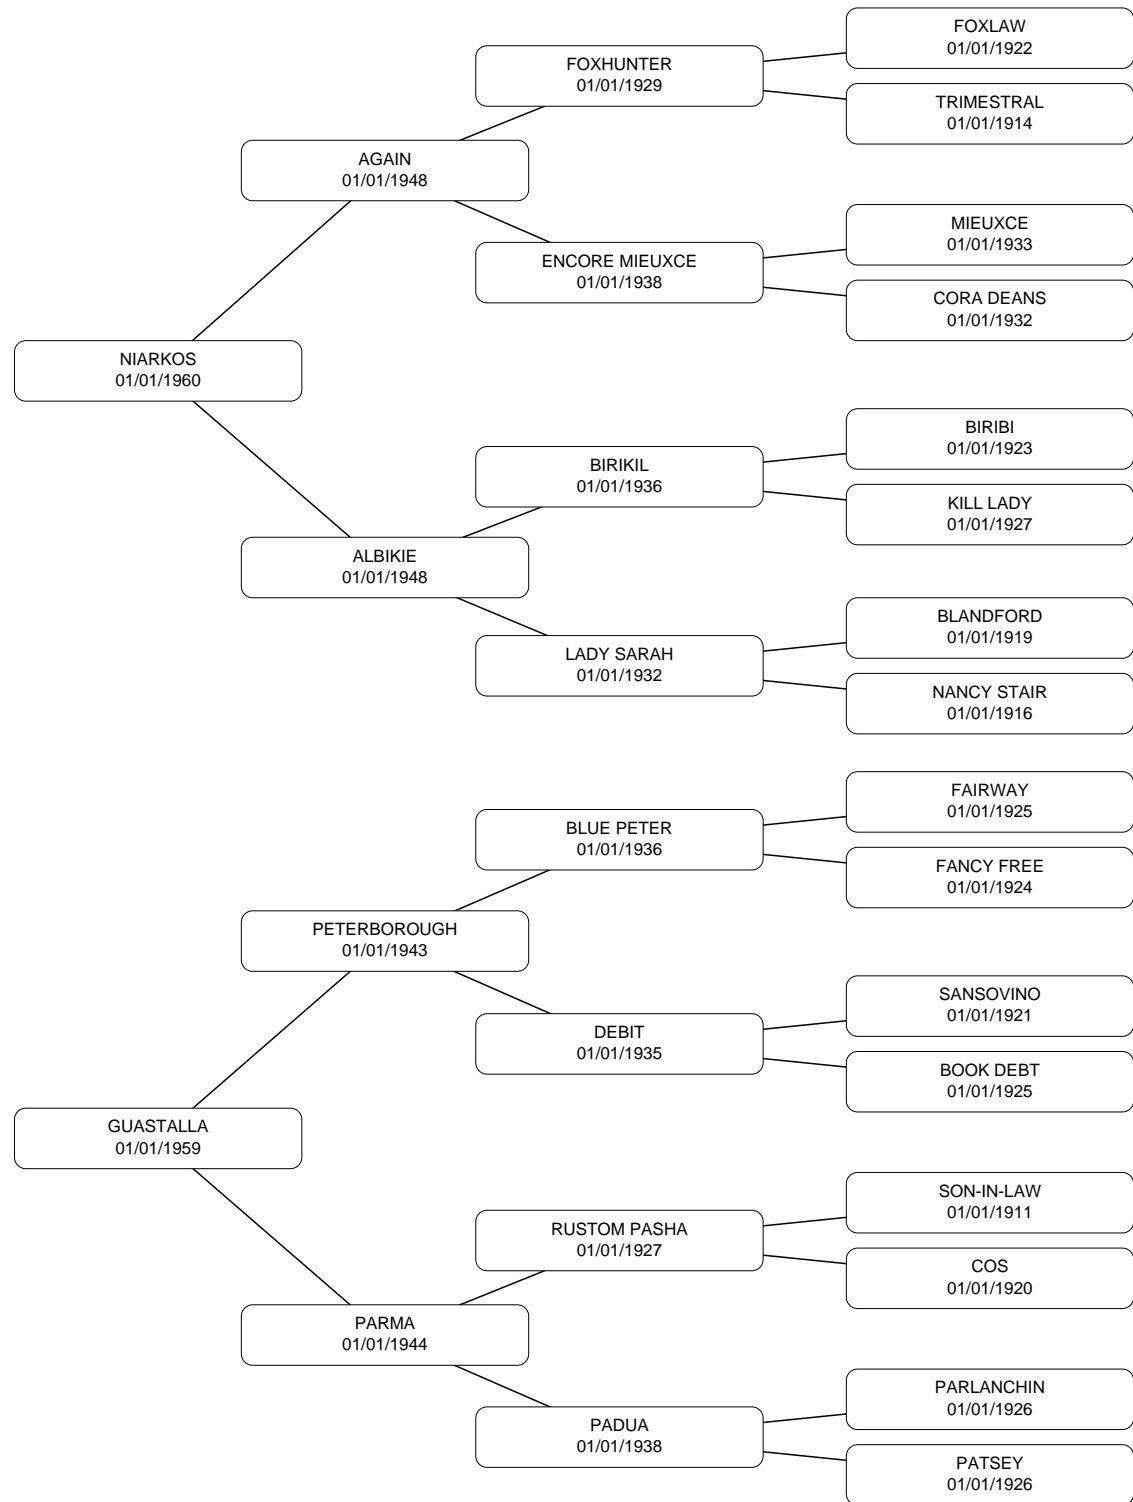 FOXLAW
01/01/1922
FOXHUNTER
01/01/1929
TRIMESTRAL
01/01/1914
AGAIN
01/01/1948
MIEUXCE
01/01/1933
ENCORE MIEUXCE
01/01/1938
CORA DEANS
01/01/1932
NIARKOS
01/01/1960
BIRIBI
01/01/1923
BIRIKIL
01/01/1936
KILL LADY
01/01/1927
ALBIKIE
01/01/1948
BLANDFORD
01/01/1919
LADY SARAH
01/01/1932
NANCY STAIR
01/01/1916
FAIRWAY
01/01/1925
BLUE PETER
01/01/1936
FANCY FREE
01/01/1924
PETERBOROUGH
01/01/1943
SANSOVINO
01/01/1921
DEBIT
01/01/1935
BOOK DEBT
01/01/1925
GUASTALLA
01/01/1959
SON-IN-LAW
01/01/1911
RUSTOM PASHA
01/01/1927
COS
01/01/1920
PARMA
01/01/1944
PARLANCHIN
01/01/1926
PADUA
01/01/1938
PATSEY
01/01/1926